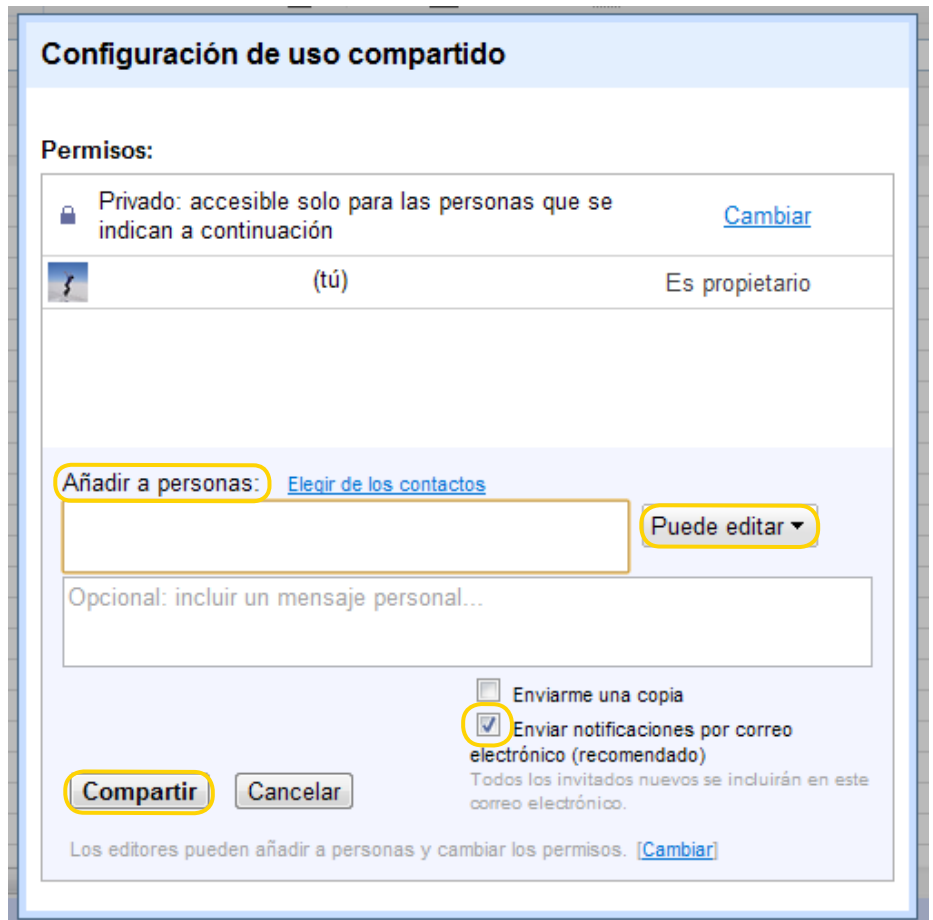 Configuración de uso compartido
Permisos:
Privado: accesible solo para las personas que se
indican a continuación
Cambiar
(tú)
Es propietario
Añadir a personas:
Elegir de los contactos
Puede editar
Opcional: incluir un mensaje personal...
Enviarme una copia
Enviar notificaciones por correo
electrónico (recomendado)
Todos los invitados nuevos se incluirán en este
correo electrónico.
Compartir
Cancelar
Los editores pueden añadir a personas y cambiar los permisos. [Cambiar]